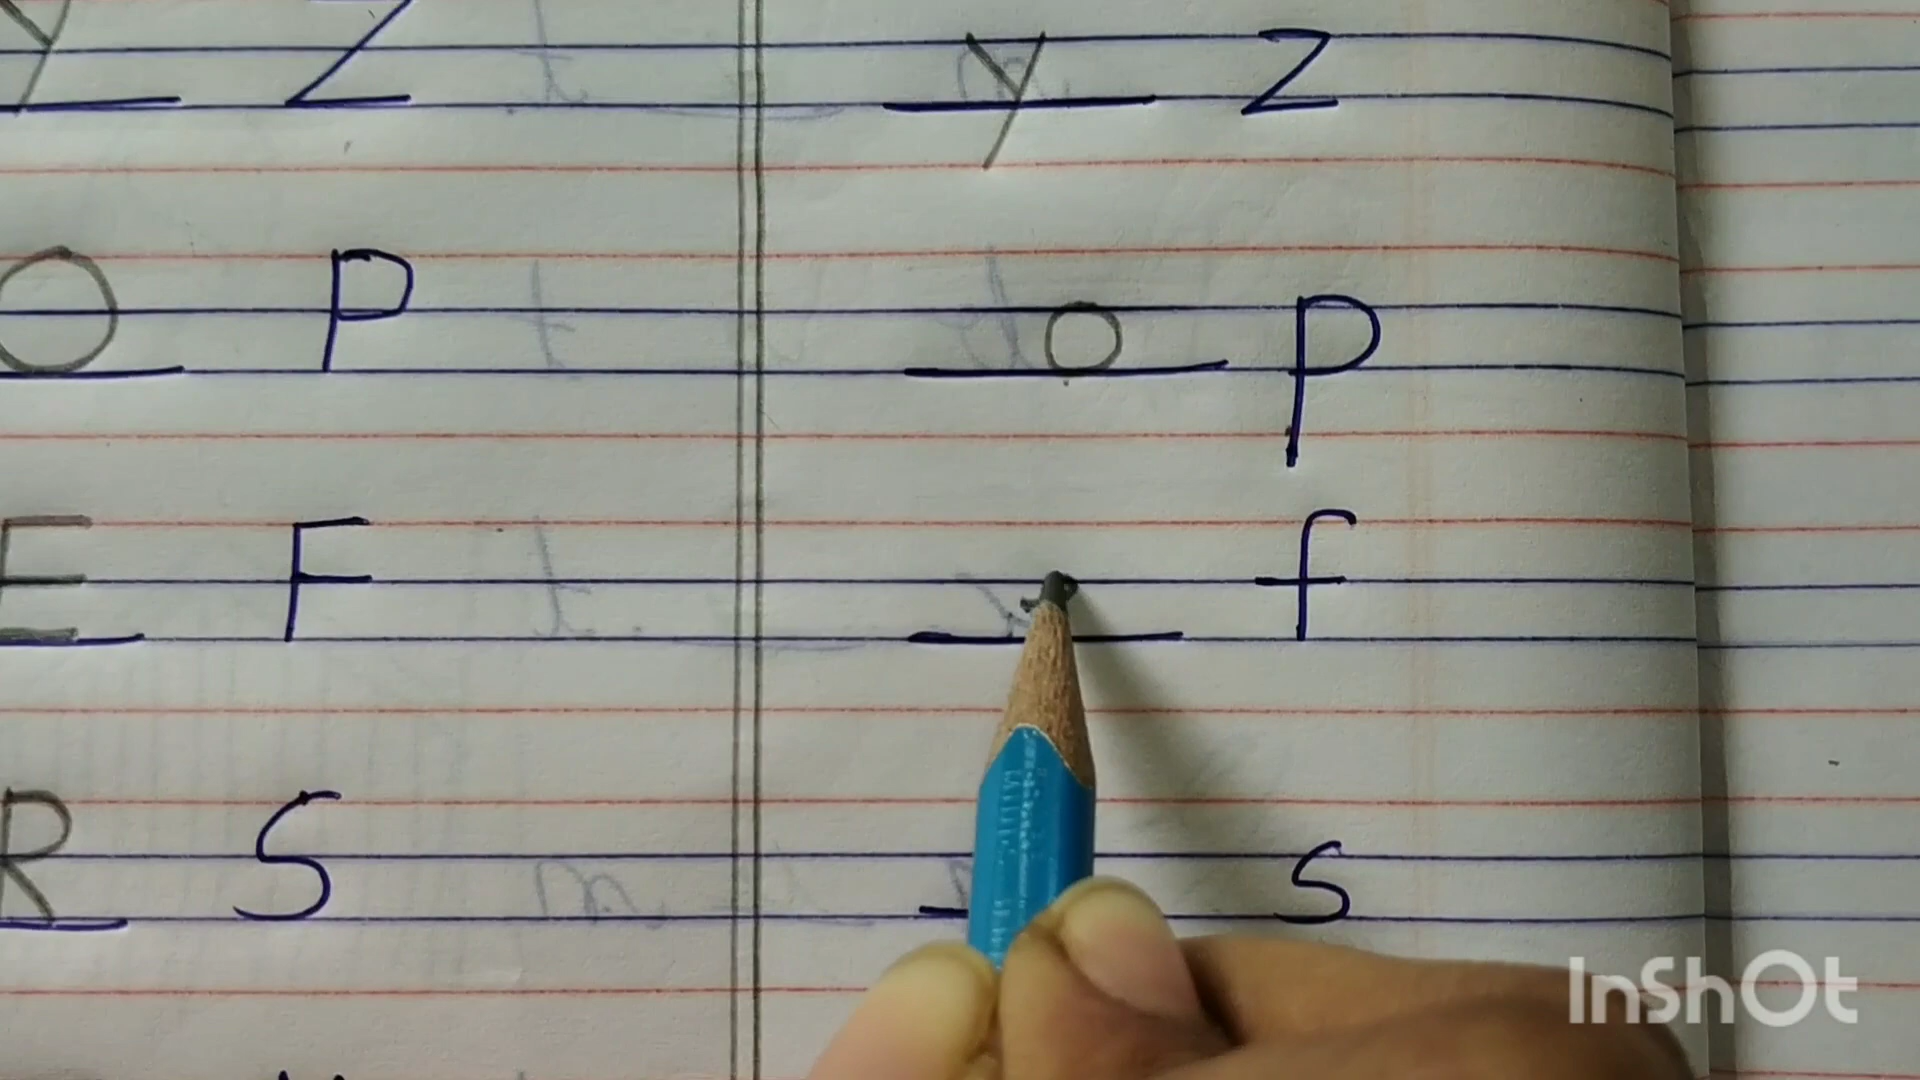 Y Z y z
O P o p
E F f
R S s
InShOt